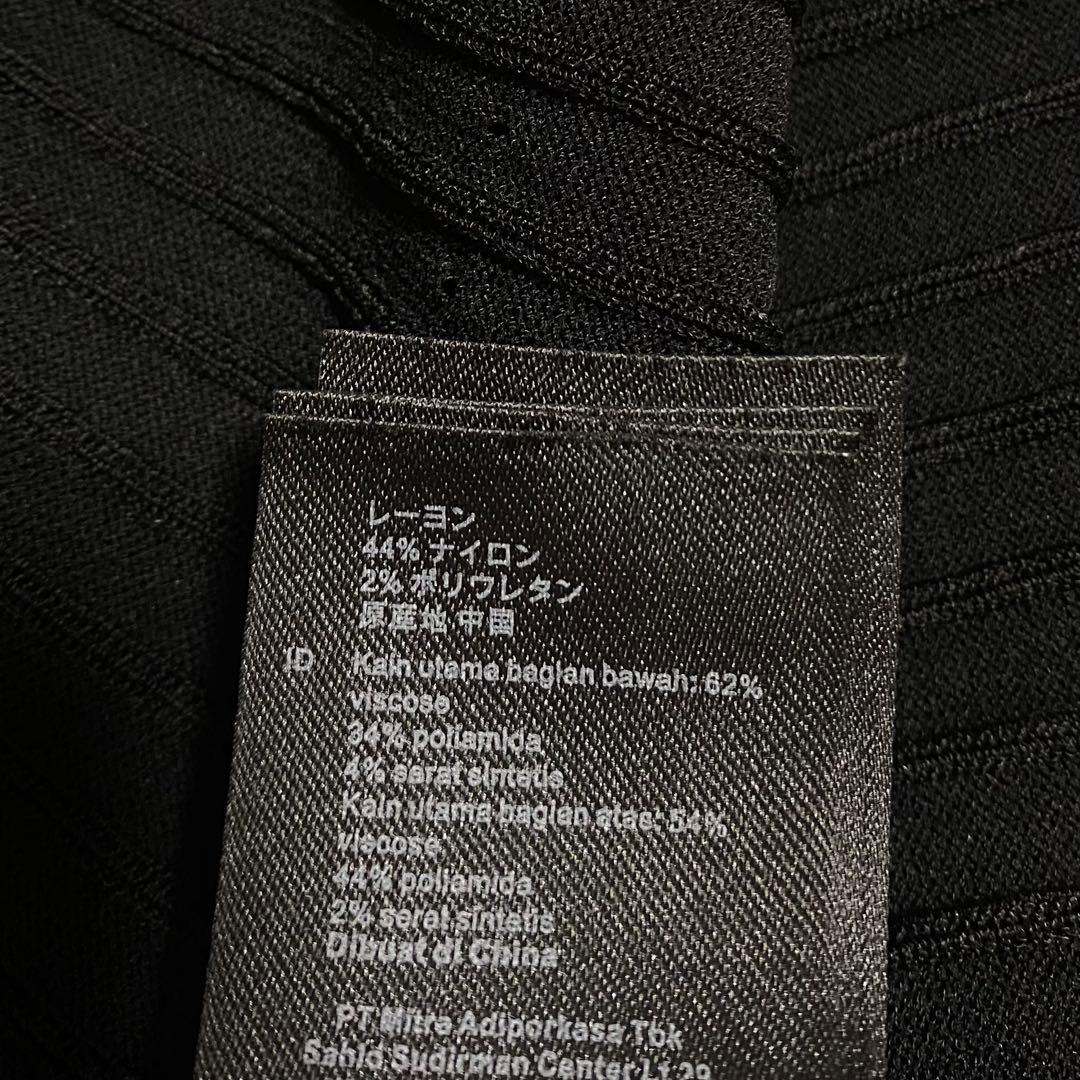 レーヨン
44% ナイロン
2% ポリウレタン
原産地 中国
ID Kain utama bagian bawah: 62%
viscose
34% poliamida
4% serat sintetis
Kain utama bagian atas: 54%
viscose
44% poliamida
2% serat sintetis
Dibuat di China
PT Mitra Adiperkasa Tbk
Sahid Sudirman Center Lt 29